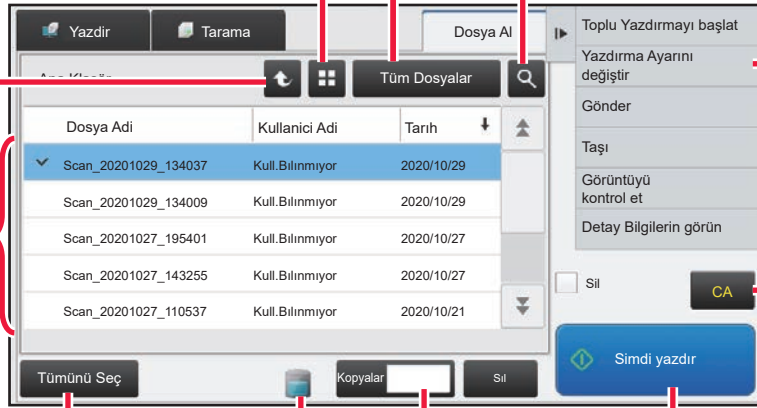 Yazdir
Tarama
Dosya Al
Tüm Dosyalar
Dosya Adi Kullanici Adi Tarıh
Scan_20201029_134037 Kull.Bılınmıyor 2020/10/29
Scan_20201029_134009 Kull.Bılınmıyor 2020/10/29
Scan_20201027_195401 Kull.Bılınmıyor 2020/10/27
Scan_20201027_143255 Kull.Bılınmıyor 2020/10/27
Scan_20201027_110537 Kull.Bılınmıyor 2020/10/21
Tümünü Seç
Kopyalar
Sıl
Toplu Yazdırmayı başlat
Yazdırma Ayarını
değiştir
Gönder
Taşı
Görüntüyü
kontrol et
Detay Bilgilerin görün
Sil
CA
Simdi yazdır